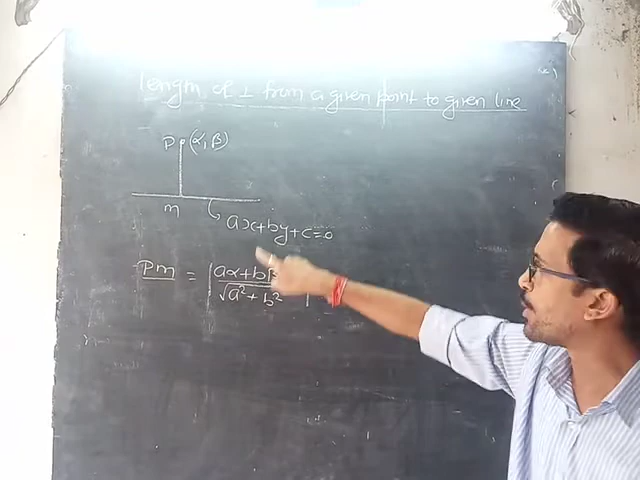 length of ⊥ from a given point to given line
P (α, β)
m
ax+by+c=0
Pm = |aα+bβ
√a²+b² |